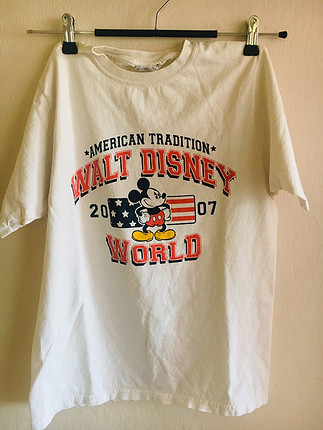 ★AMERICAN TRADITION★
WALT DISNEY
20 07
WORLD